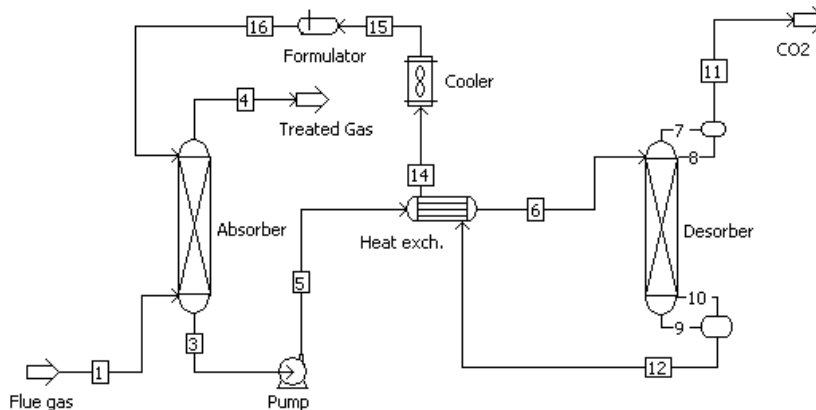 16
15
Formulator
CO2
11
4
Cooler
Treated Gas
7
8
14
6
Absorber
Heat exch.
Desorber
5
10
3
9
12
1
Flue gas
Pump